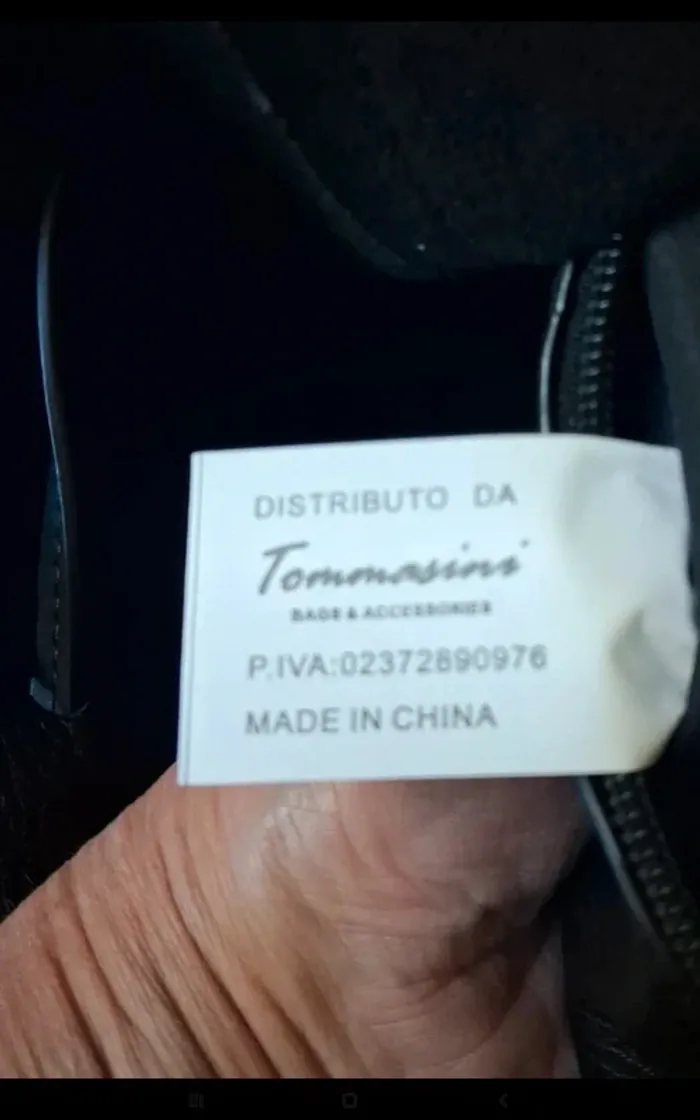 DISTRIBUTO DA
Tommasini
BAGS & ACCESSORIES
P.IVA:02372890976
MADE IN CHINA